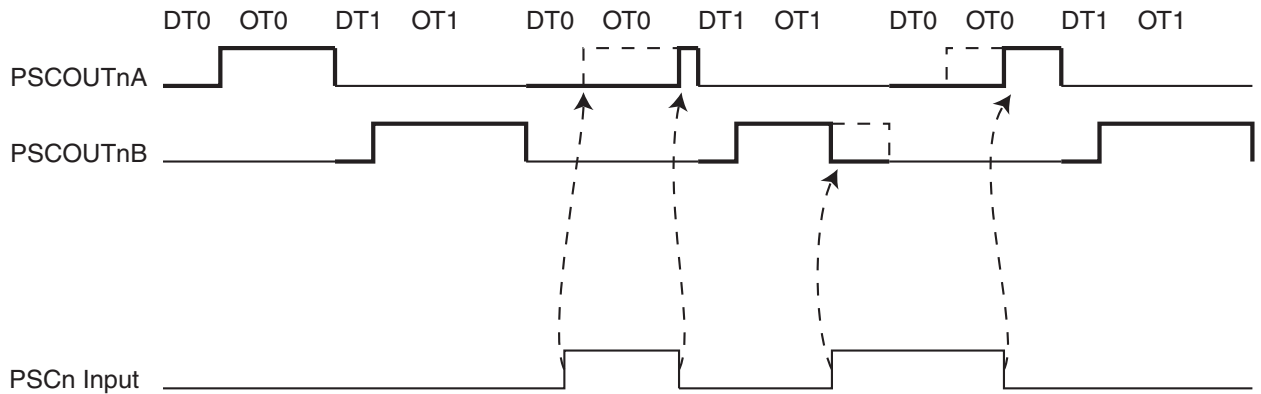 DT0 OT0 DT1 OT1 DT0 OT0 DT1 OT1 DT0 OT0 DT1 OT1
PSCOUTnA
PSCOUTnB
PSCn Input